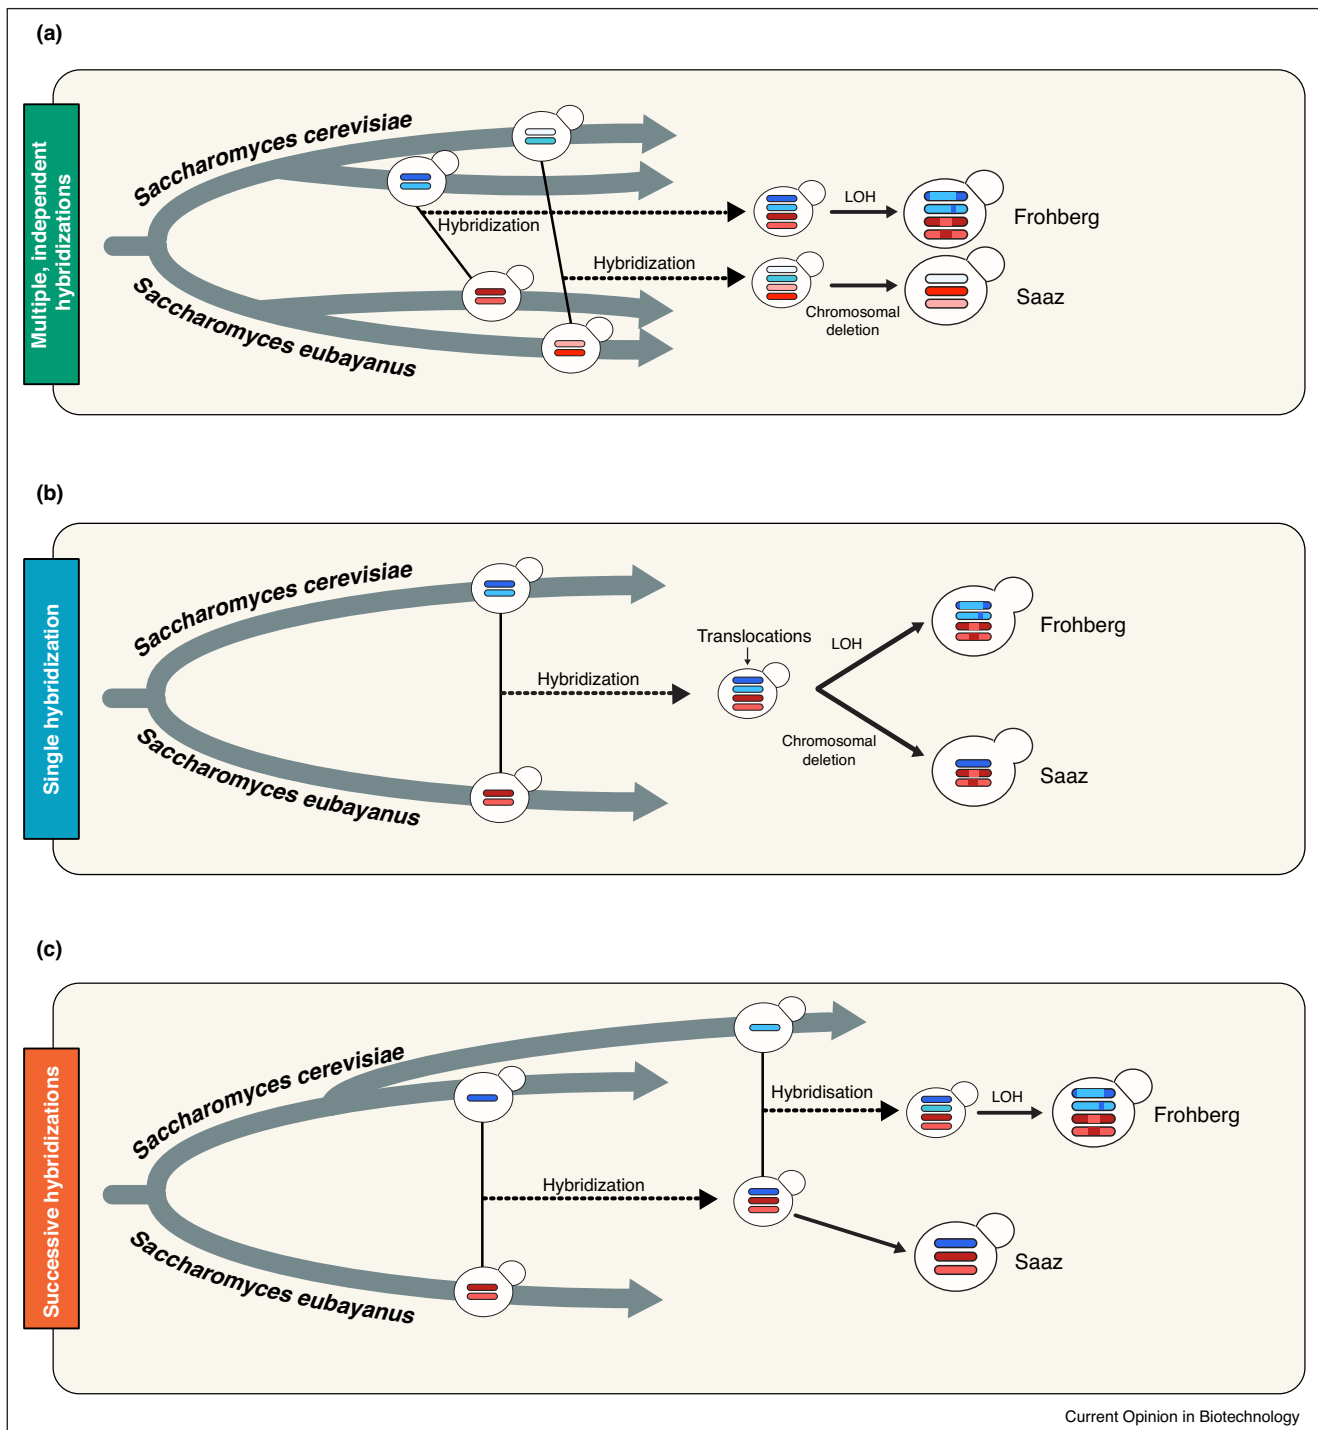 (a)
Multiple, independent
hybridizations
Saccharomyces cerevisiae
Saccharomyces eubayanus
Hybridization
Hybridization
LOH
Frohberg
Chromosomal
deletion
Saaz
(b)
Single hybridization
Saccharomyces cerevisiae
Saccharomyces eubayanus
Hybridization
Translocations
LOH
Frohberg
Chromosomal
deletion
Saaz
(c)
Successive hybridizations
Saccharomyces cerevisiae
Saccharomyces eubayanus
Hybridization
Hybridisation
LOH
Frohberg
Saaz
Current Opinion in Biotechnology